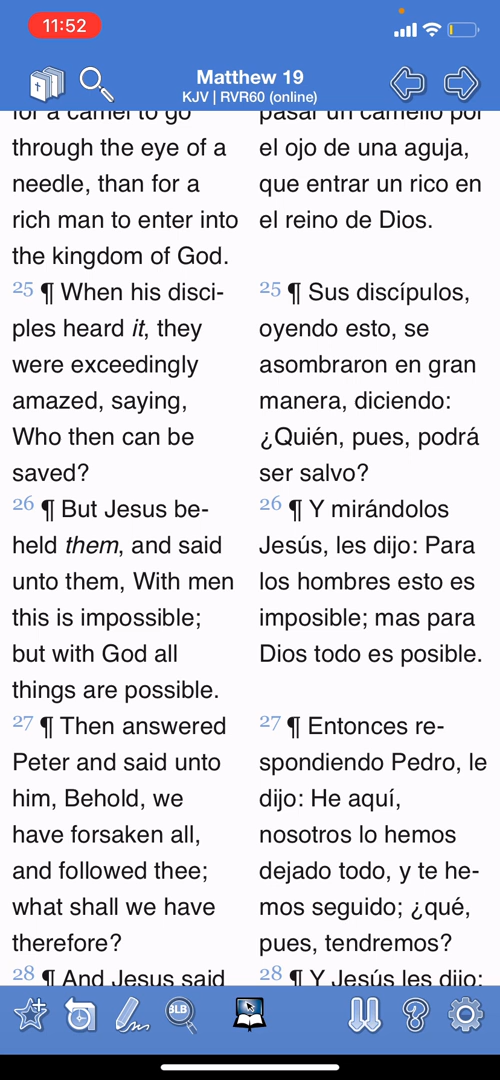 11:52
Matthew 19
KJV | RVR60 (online)
for a camel to go
through the eye of a
needle, than for a
rich man to enter into
the kingdom of God.
25 ¶ When his disci-
ples heard it, they
were exceedingly
amazed, saying,
Who then can be
saved?
26 ¶ But Jesus be-
held them, and said
unto them, With men
this is impossible;
but with God all
things are possible.
27 ¶ Then answered
Peter and said unto
him, Behold, we
have forsaken all,
and followed thee;
what shall we have
therefore?
28 ¶ And Jesus said
pasar un camello por
el ojo de una aguja,
que entrar un rico en
el reino de Dios.
25 ¶ Sus discípulos,
oyendo esto, se
asombraron en gran
manera, diciendo:
¿Quién, pues, podrá
ser salvo?
26 ¶ Y mirándolos
Jesús, les dijo: Para
los hombres esto es
imposible; mas para
Dios todo es posible.
27 ¶ Entonces re-
spondiendo Pedro, le
dijo: He aquí,
nosotros lo hemos
dejado todo, y te he-
mos seguido; ¿qué,
pues, tendremos?
28 ¶ Y Jesús les dijo:
BLB